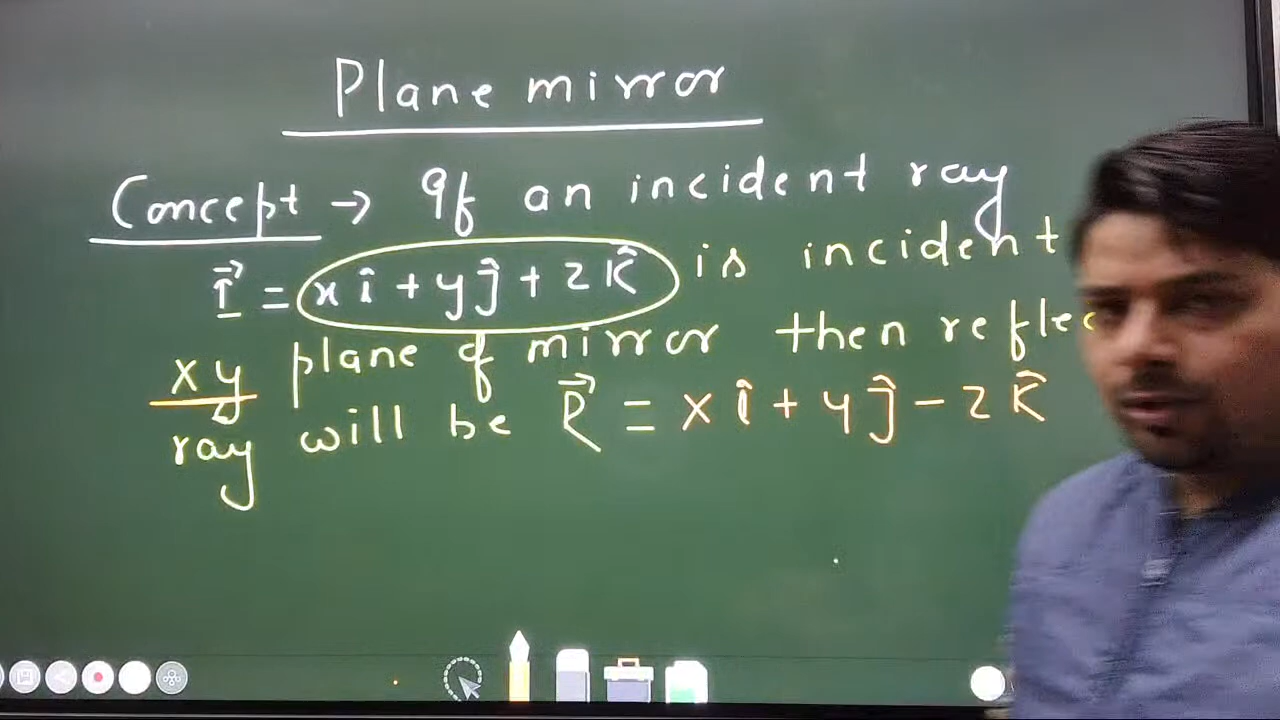 Plane mirror
Concept → If an incident ray
I⃗ = x î + y ĵ + z k̂ is incident
xy plane of mirror then reflec
ray will be R⃗ = x î + y ĵ - z k̂